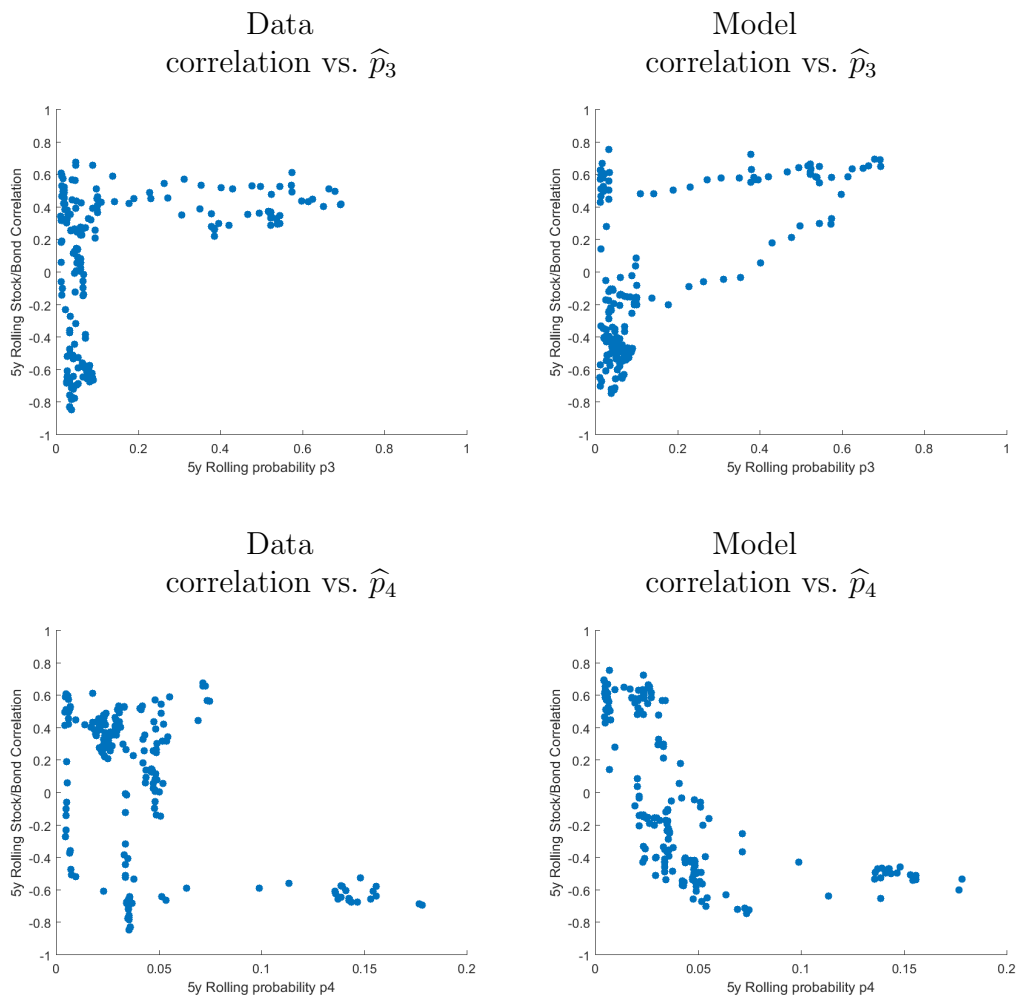 Data
correlation vs. p̂₃
1
0.8
0.6
0.4
0.2
0
-0.2
-0.4
-0.6
-0.8
-1
5y Rolling Stock/Bond Correlation
0 0.2 0.4 0.6 0.8 1
5y Rolling probability p3
Model
correlation vs. p̂₃
1
0.8
0.6
0.4
0.2
0
-0.2
-0.4
-0.6
-0.8
-1
5y Rolling Stock/Bond Correlation
0 0.2 0.4 0.6 0.8 1
5y Rolling probability p3
Data
correlation vs. p̂₄
1
0.8
0.6
0.4
0.2
0
-0.2
-0.4
-0.6
-0.8
-1
5y Rolling Stock/Bond Correlation
0 0.05 0.1 0.15 0.2
5y Rolling probability p4
Model
correlation vs. p̂₄
1
0.8
0.6
0.4
0.2
0
-0.2
-0.4
-0.6
-0.8
-1
5y Rolling Stock/Bond Correlation
0 0.05 0.1 0.15 0.2
5y Rolling probability p4